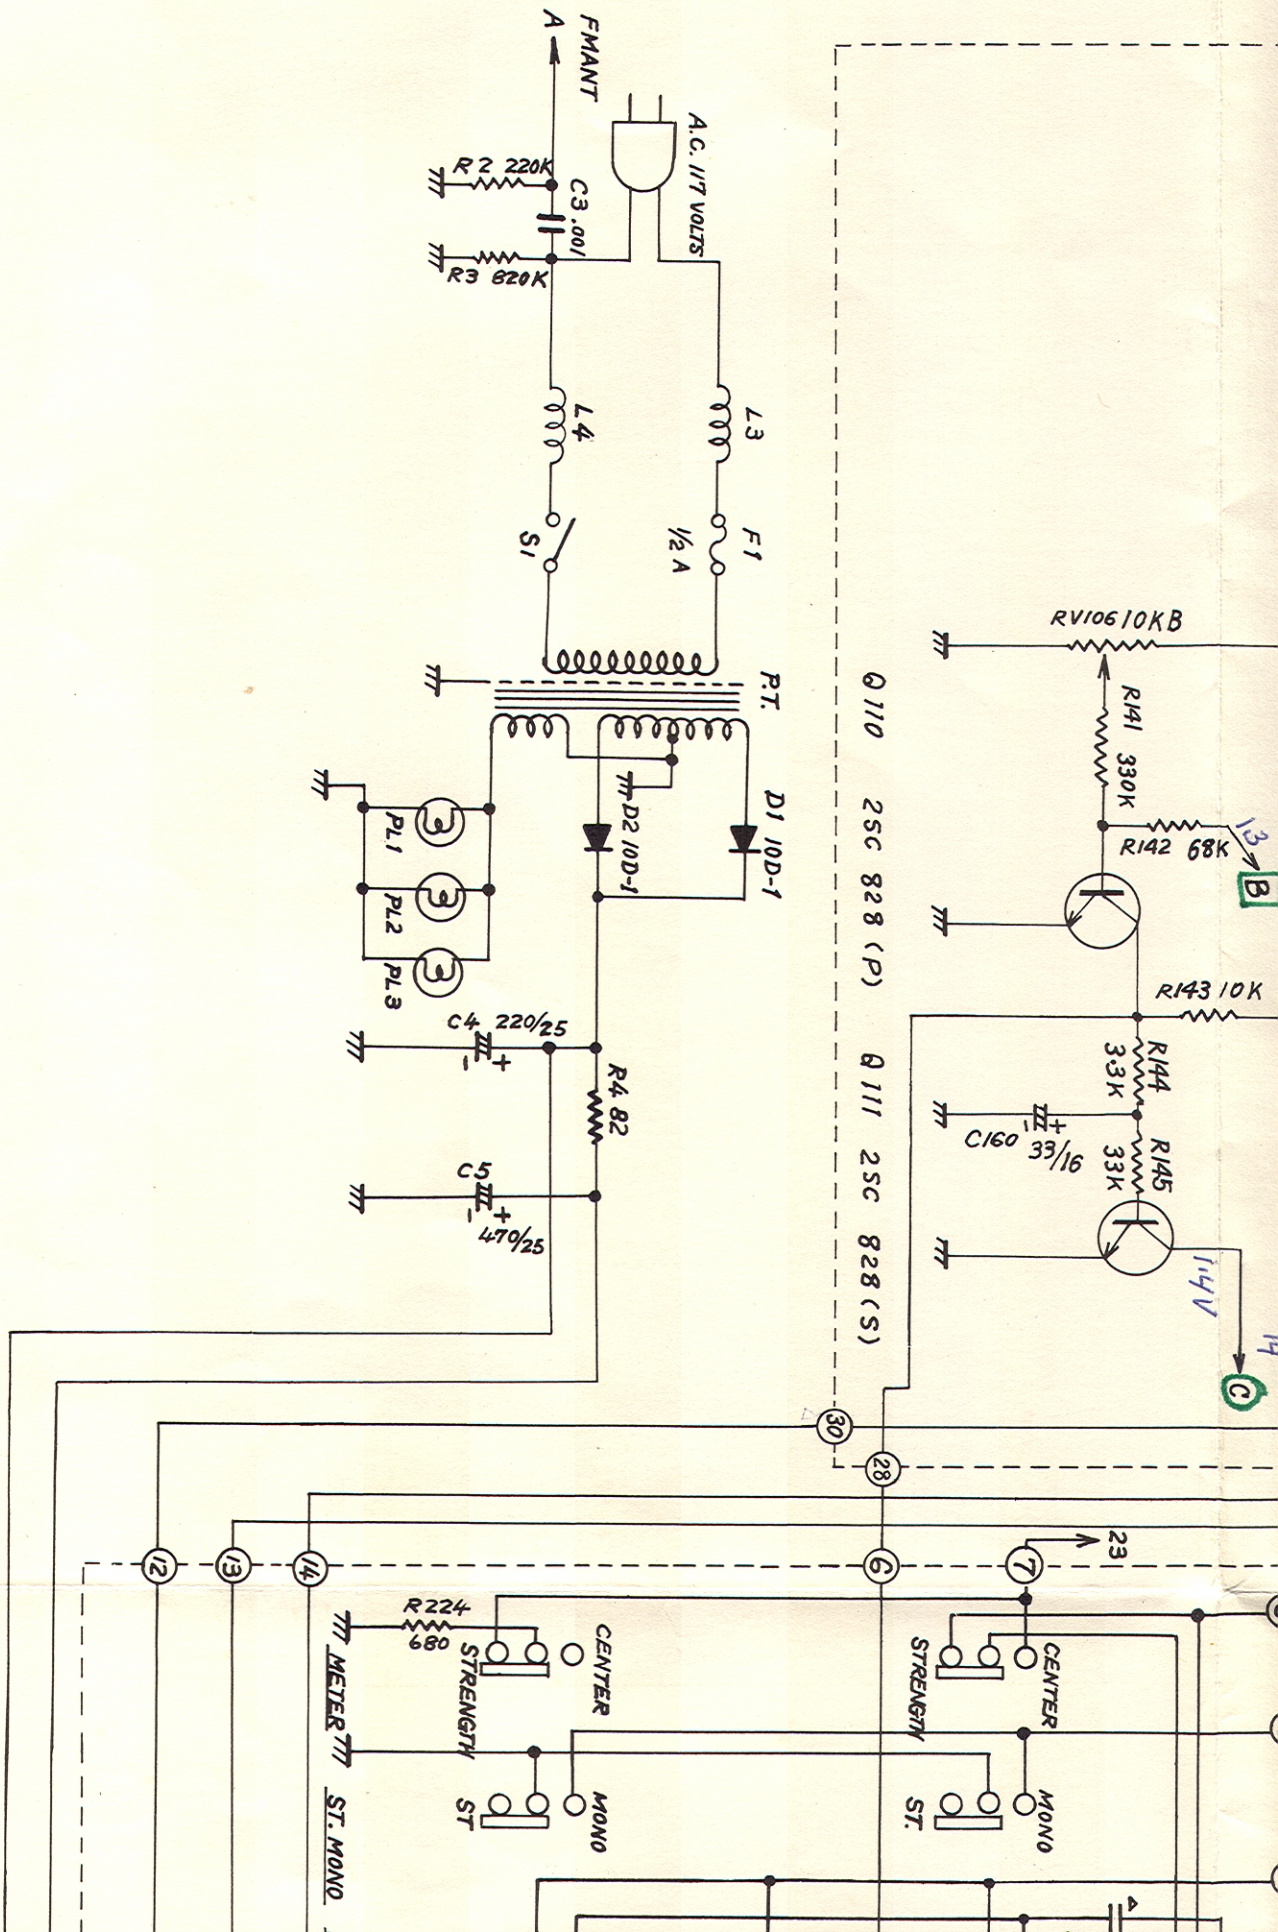 FMANT
A
A.C. 117 VOLTS
R2 220K
C3 .001
R3 820K
L3
L4
F1
1/2 A
S1
P.T.
D1 10D-1
D2 10D-1
PL1
PL2
PL3
C4 220/25
- +
R4 82
C5
- +
470/25
RV106 10KB
R141 330K
R142 68K
13
B
Q110 2SC 828 (P) Q111 2SC 828 (S)
R143 10K
R144
3.3K
C160 33/16
- +
R145
33K
1.4V
14
C
30
28
12
13
14
6
7
23
R224
680
CENTER
STRENGTH
CENTER
STRENGTH
METER
MONO
ST
MONO
ST.
ST. MONO